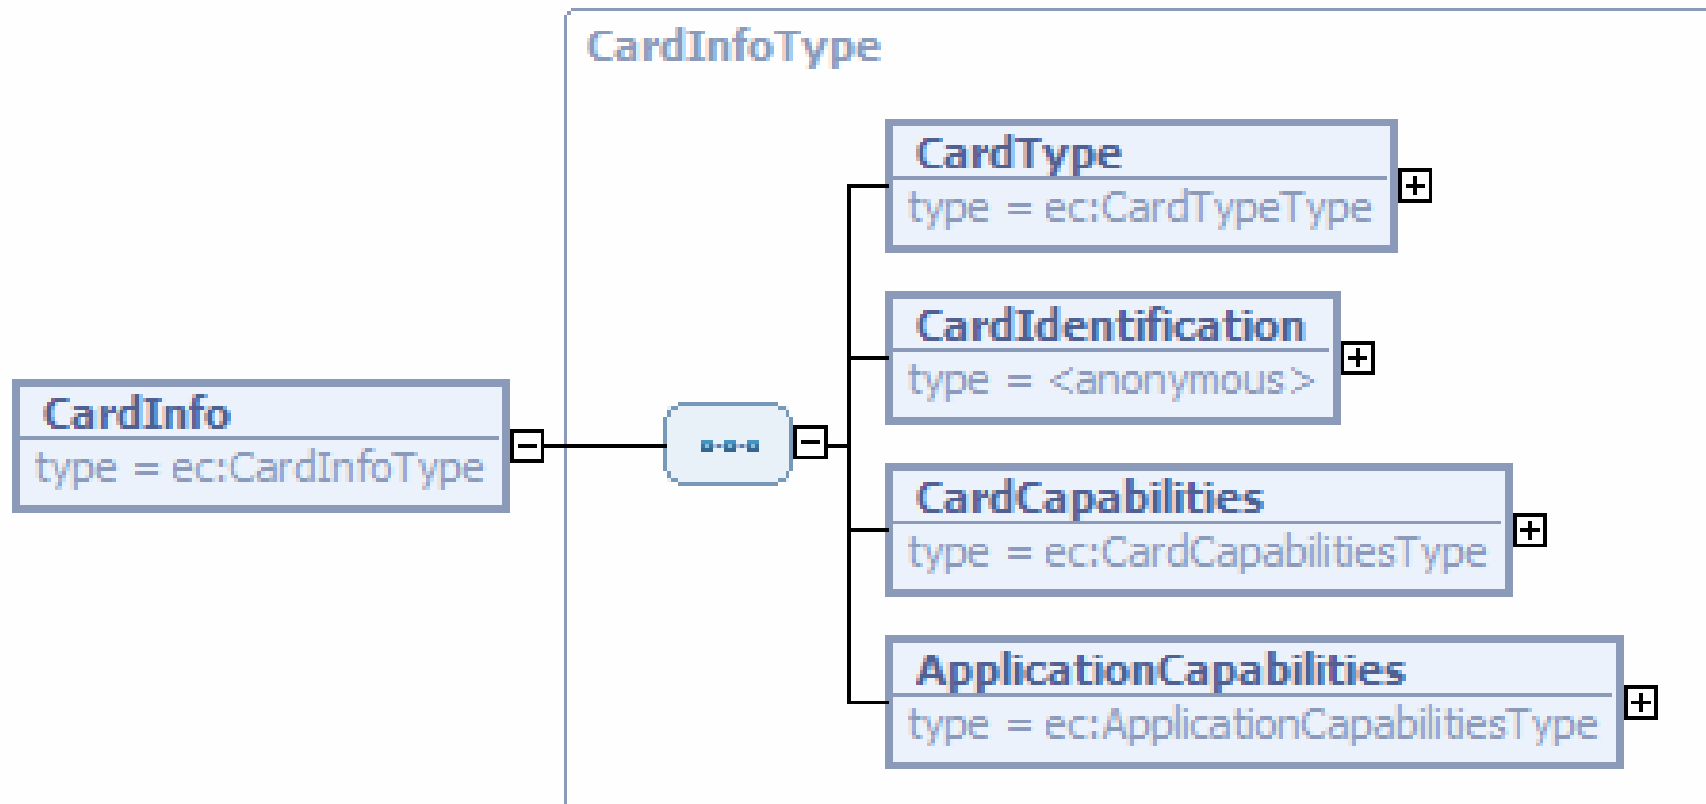 CardInfoType
CardType
type = ec:CardTypeType
CardIdentification
type = <anonymous>
CardInfo
type = ec:CardInfoType
CardCapabilities
type = ec:CardCapabilitiesType
ApplicationCapabilities
type = ec:ApplicationCapabilitiesType